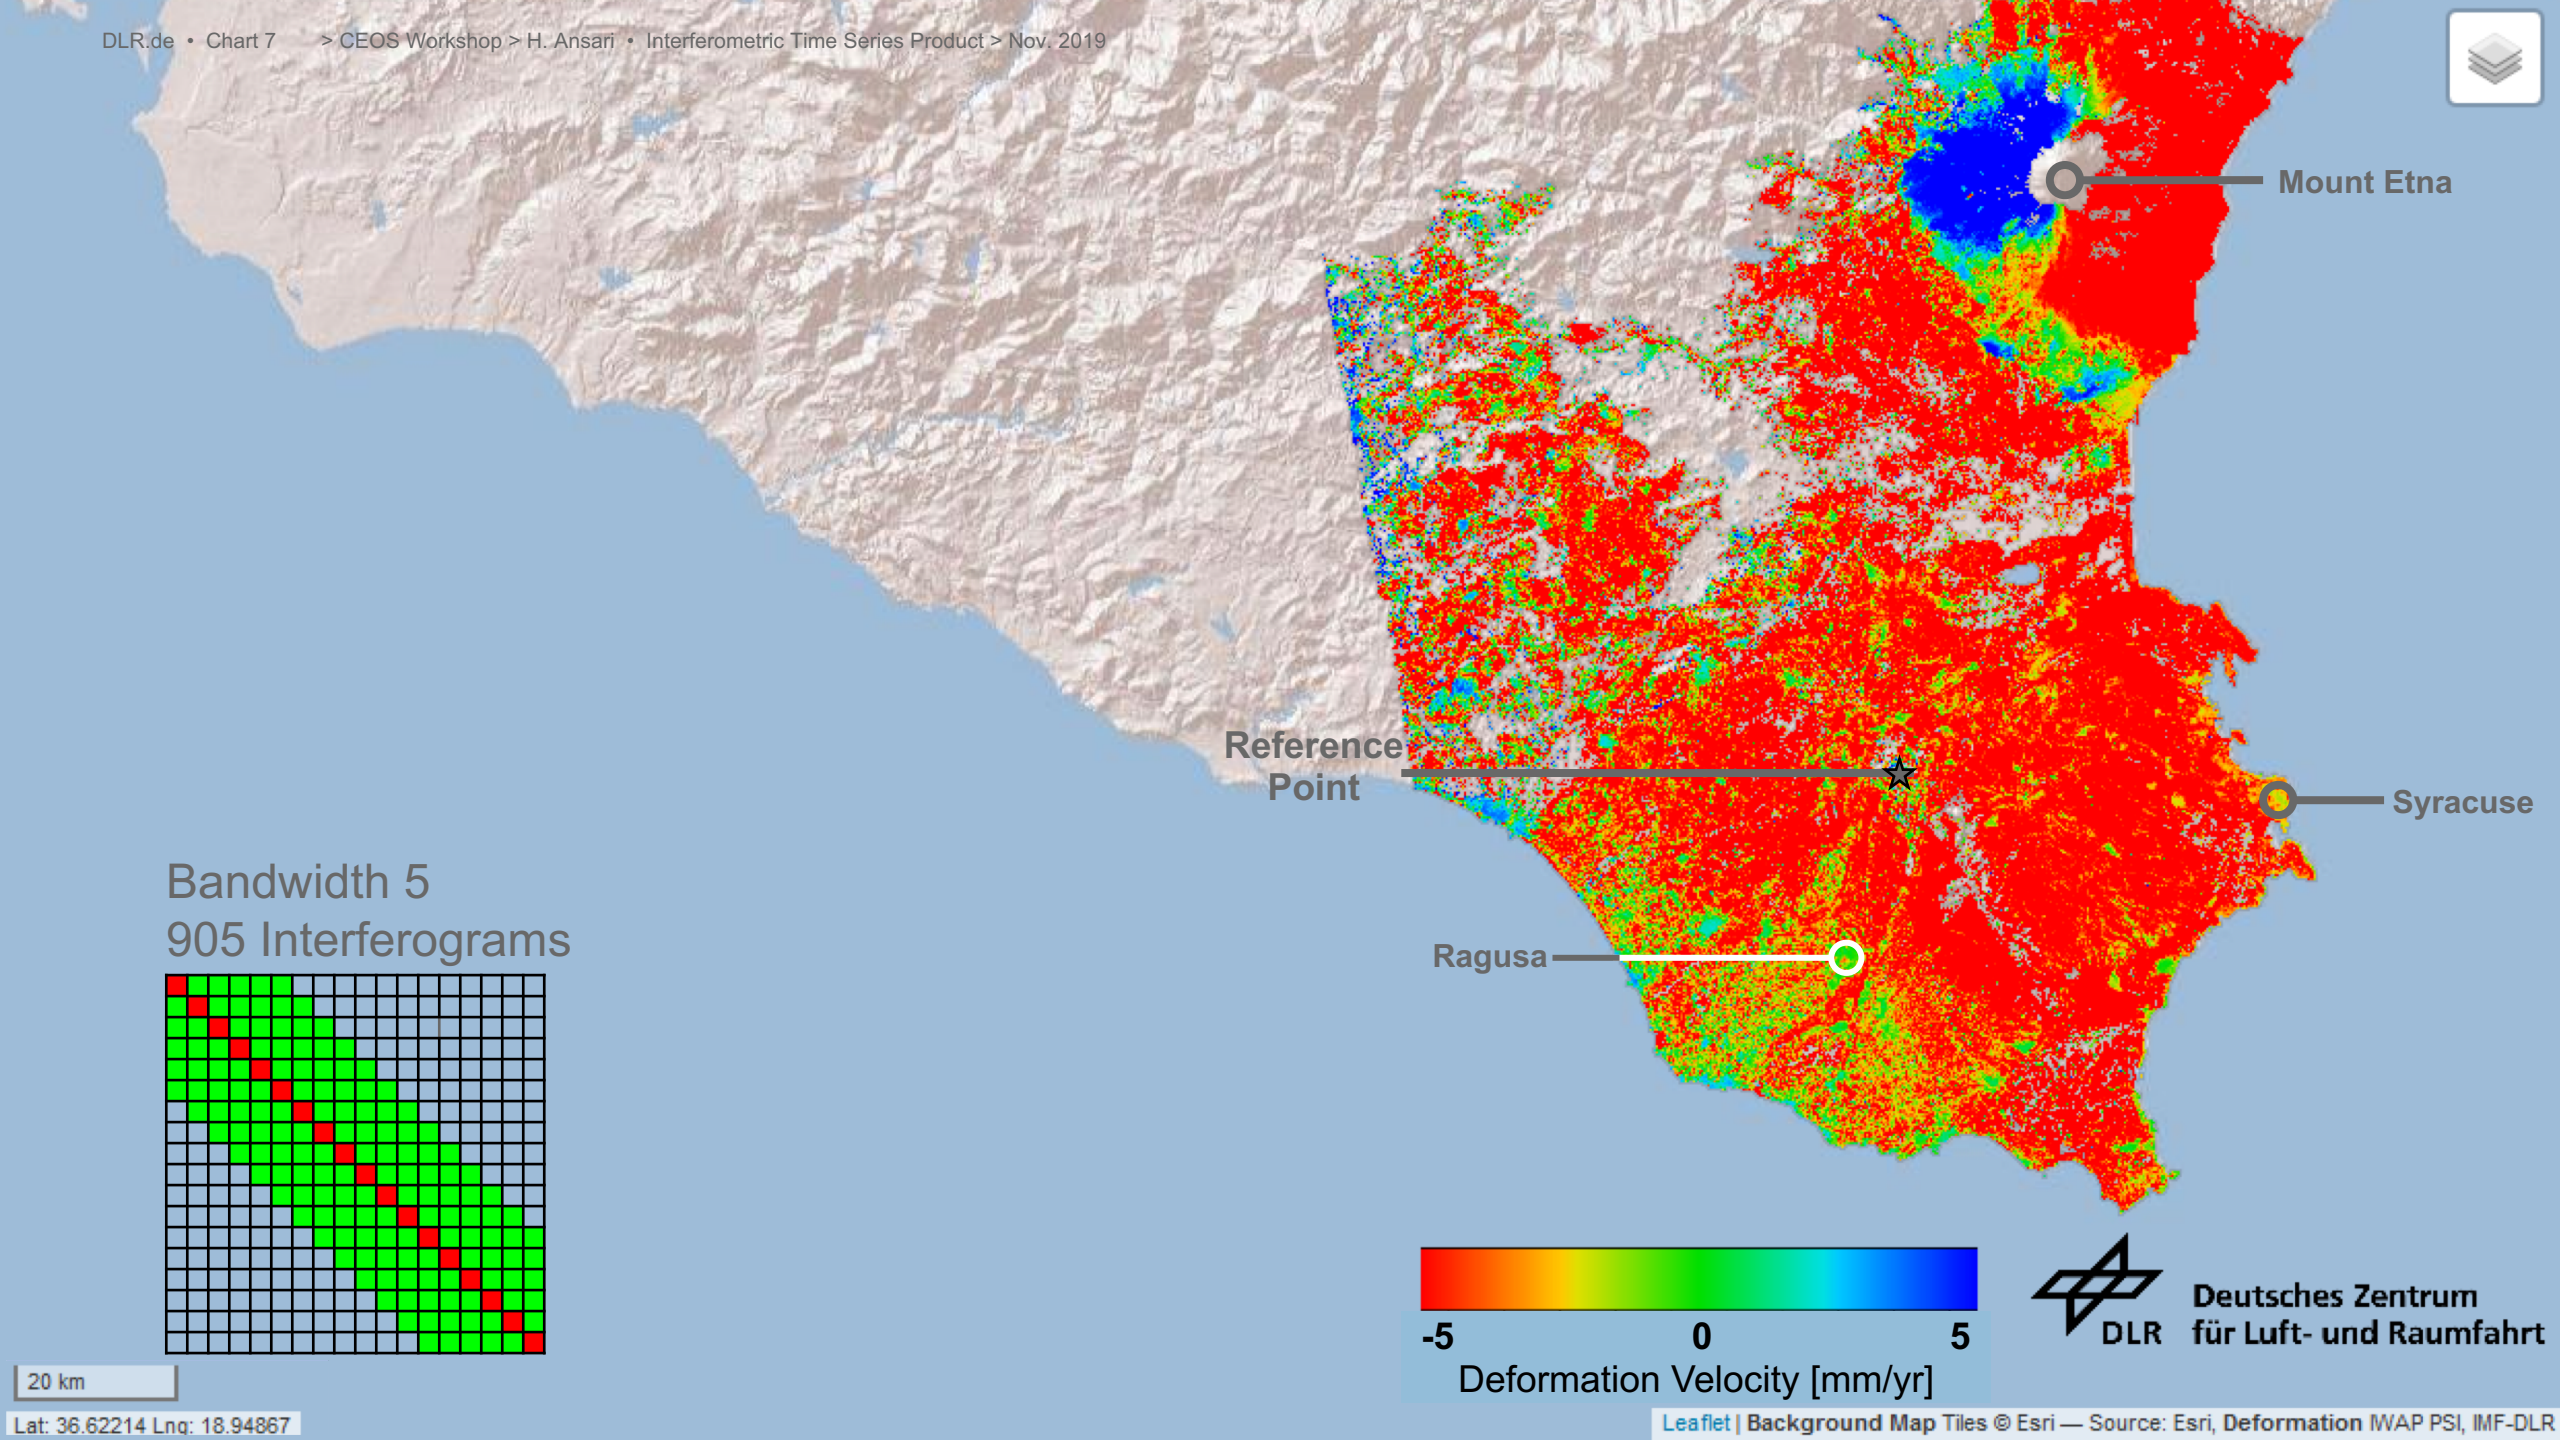 DLR.de • Chart 7 > CEOS Workshop > H. Ansari • Interferometric Time Series Product > Nov. 2019
Mount Etna
Reference
Point
Syracuse
Bandwidth 5
905 Interferograms
Ragusa
-5 0 5
Deformation Velocity [mm/yr]
DLR
Deutsches Zentrum
für Luft- und Raumfahrt
20 km
Lat: 36.62214 Lng: 18.94867
Leaflet | Background Map Tiles © Esri — Source: Esri, Deformation IWAP PSI, IMF-DLR